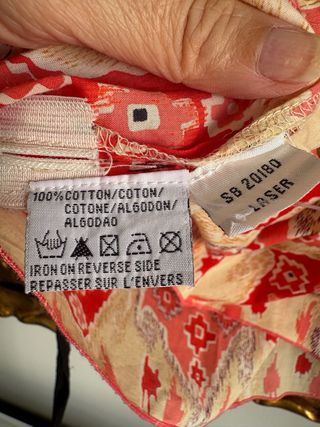 100%COTTON/COTON/
COTONE/ALGODON/
ALGODAO
IRON ON REVERSE SIDE
REPASSER SUR L'ENVERS
SB 20180
LASER